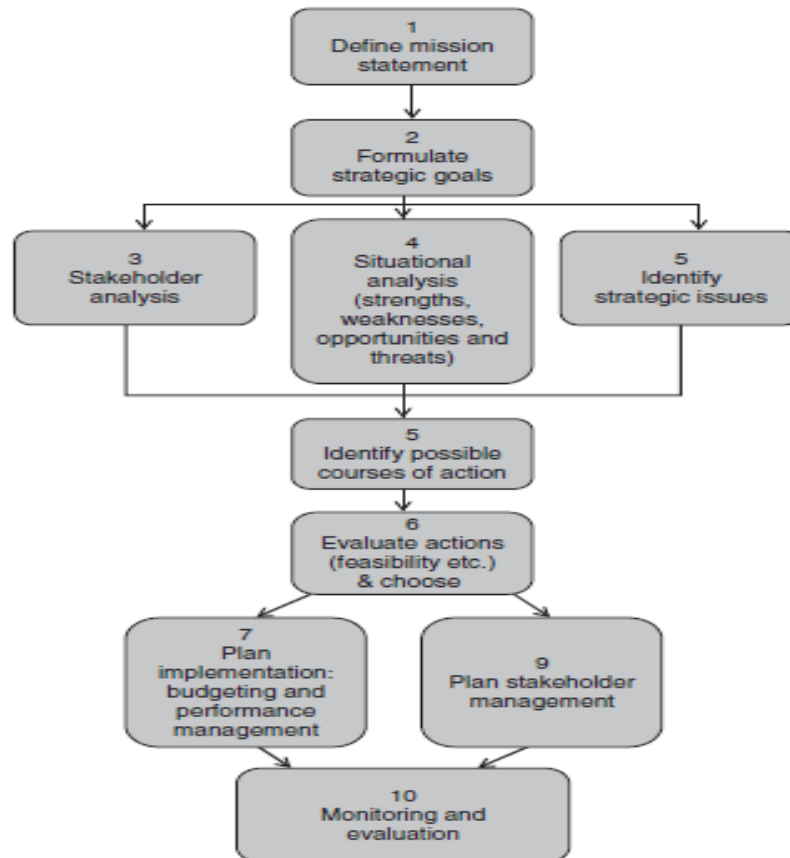 1
Define mission
statement
2
Formulate
strategic goals
3
Stakeholder
analysis
4
Situational
analysis
(strengths,
weaknesses,
opportunities and
threats)
5
Identify
strategic issues
5
Identify possible
courses of action
6
Evaluate actions
(feasibility etc.)
& choose
7
Plan
implementation:
budgeting and
performance
management
9
Plan stakeholder
management
10
Monitoring and
evaluation